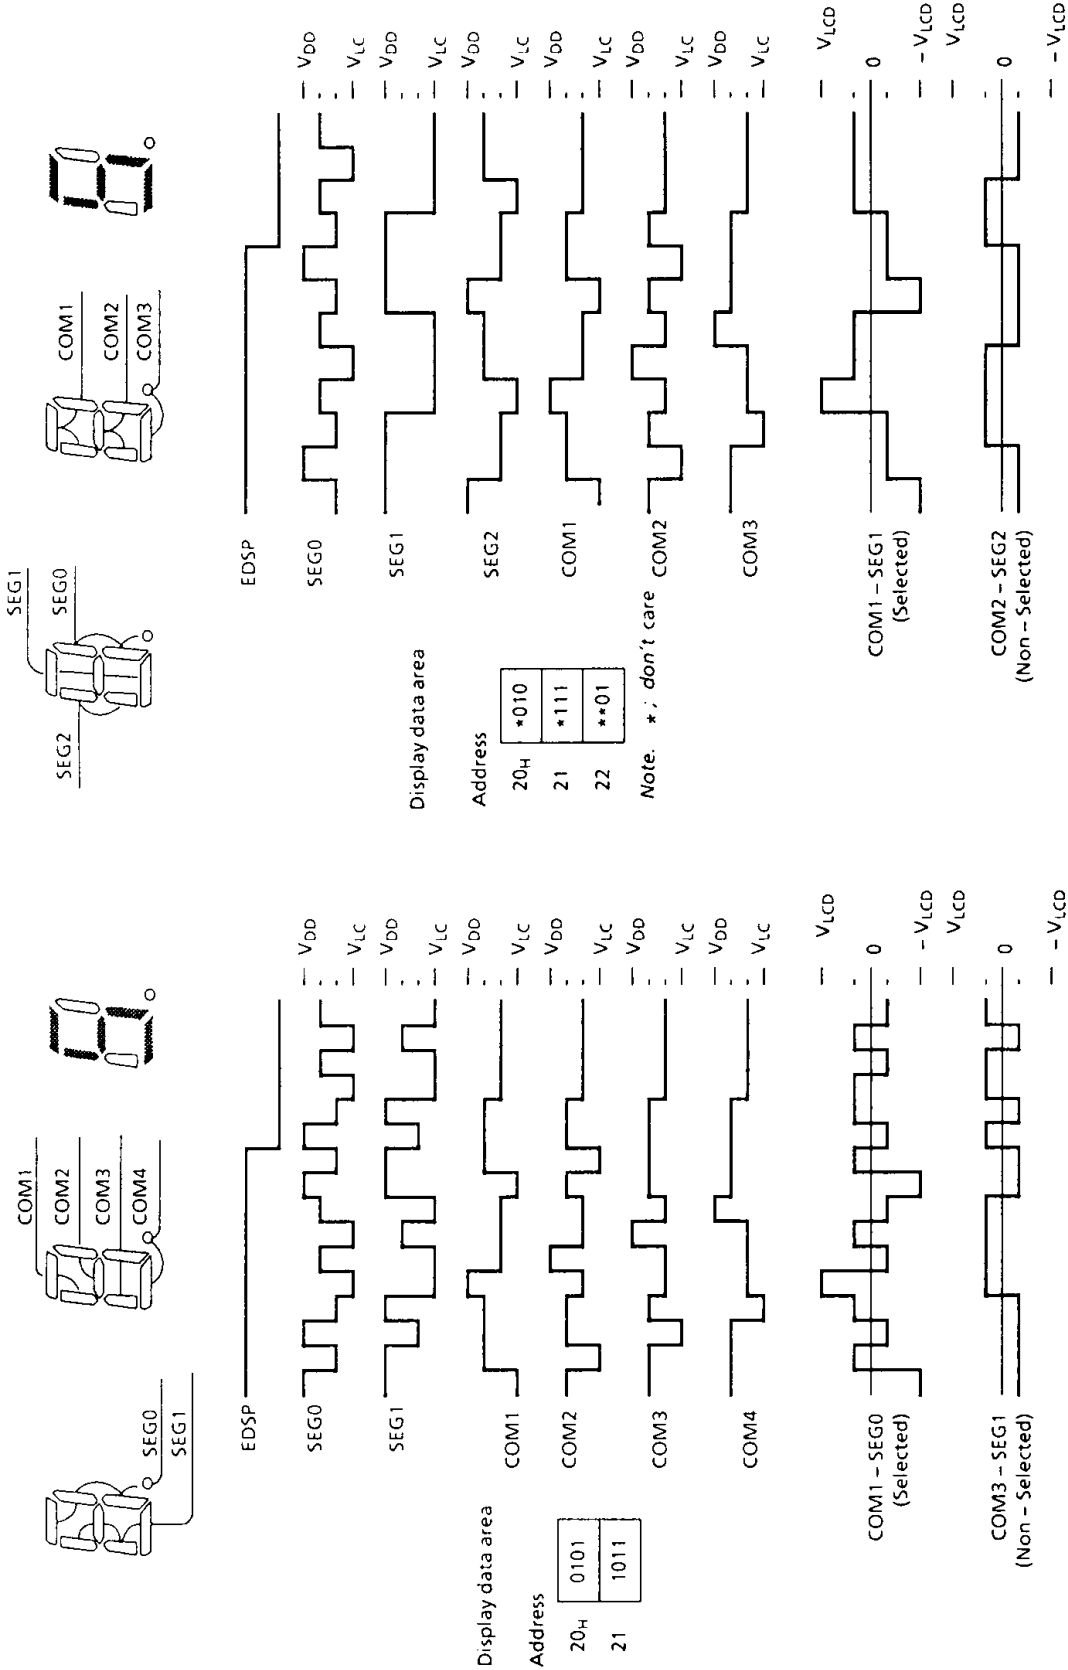 SEG0
SEG1
COM1
COM2
COM3
COM4
EDSP
SEG0
VDD
VLC
SEG1
VDD
VLC
COM1
VDD
VLC
COM2
VDD
VLC
COM3
VDD
VLC
COM4
VDD
VLC
Display data area
Address
20H 0101
21 1011
COM1 – SEG0
(Selected)
VLCD
0
– VLCD
COM3 – SEG1
(Non – Selected)
VLCD
0
– VLCD
SEG2
SEG1
SEG0
COM1
COM2
COM3
EDSP
SEG0
VDD
VLC
SEG1
VDD
VLC
SEG2
VDD
VLC
COM1
VDD
VLC
COM2
VDD
VLC
COM3
VDD
VLC
Display data area
Address
20H *010
21 *111
22 **01
Note. *; don't care
COM1 – SEG1
(Selected)
VLCD
0
– VLCD
COM2 – SEG2
(Non – Selected)
VLCD
0
– VLCD